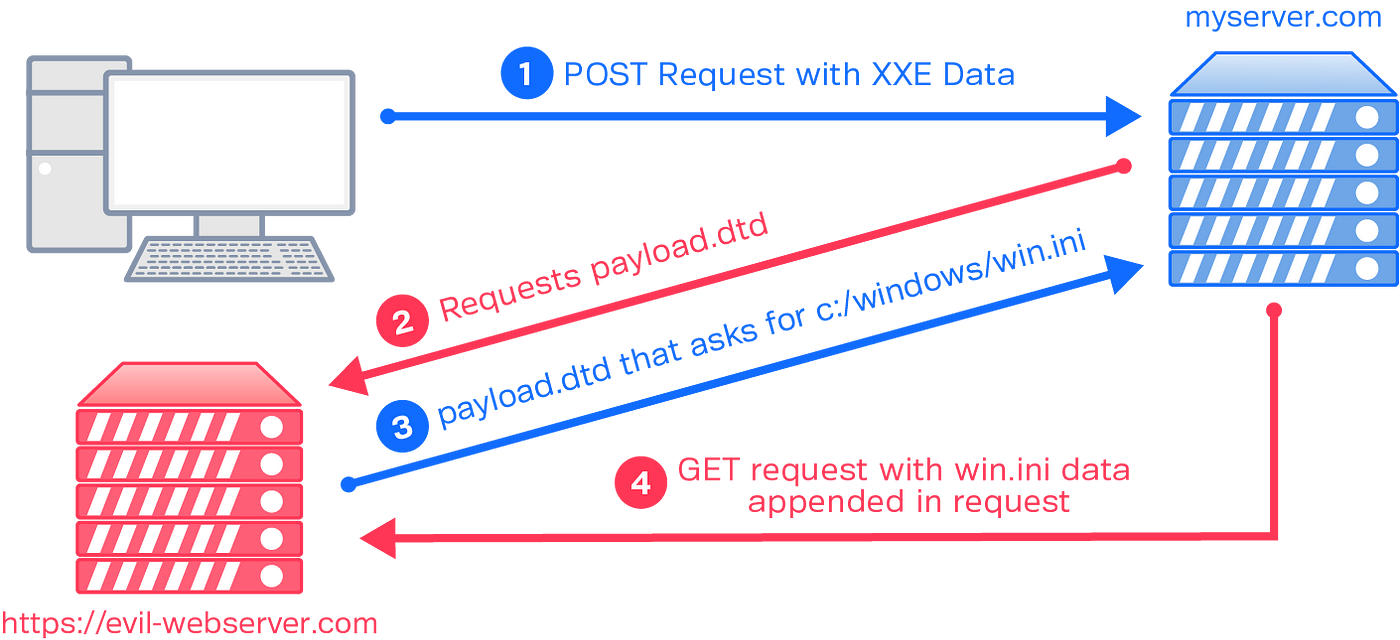 myserver.com
1 POST Request with XXE Data
2 Requests payload.dtd
3 payload.dtd that asks for c:/windows/win.ini
4 GET request with win.ini data
appended in request
https://evil-webserver.com